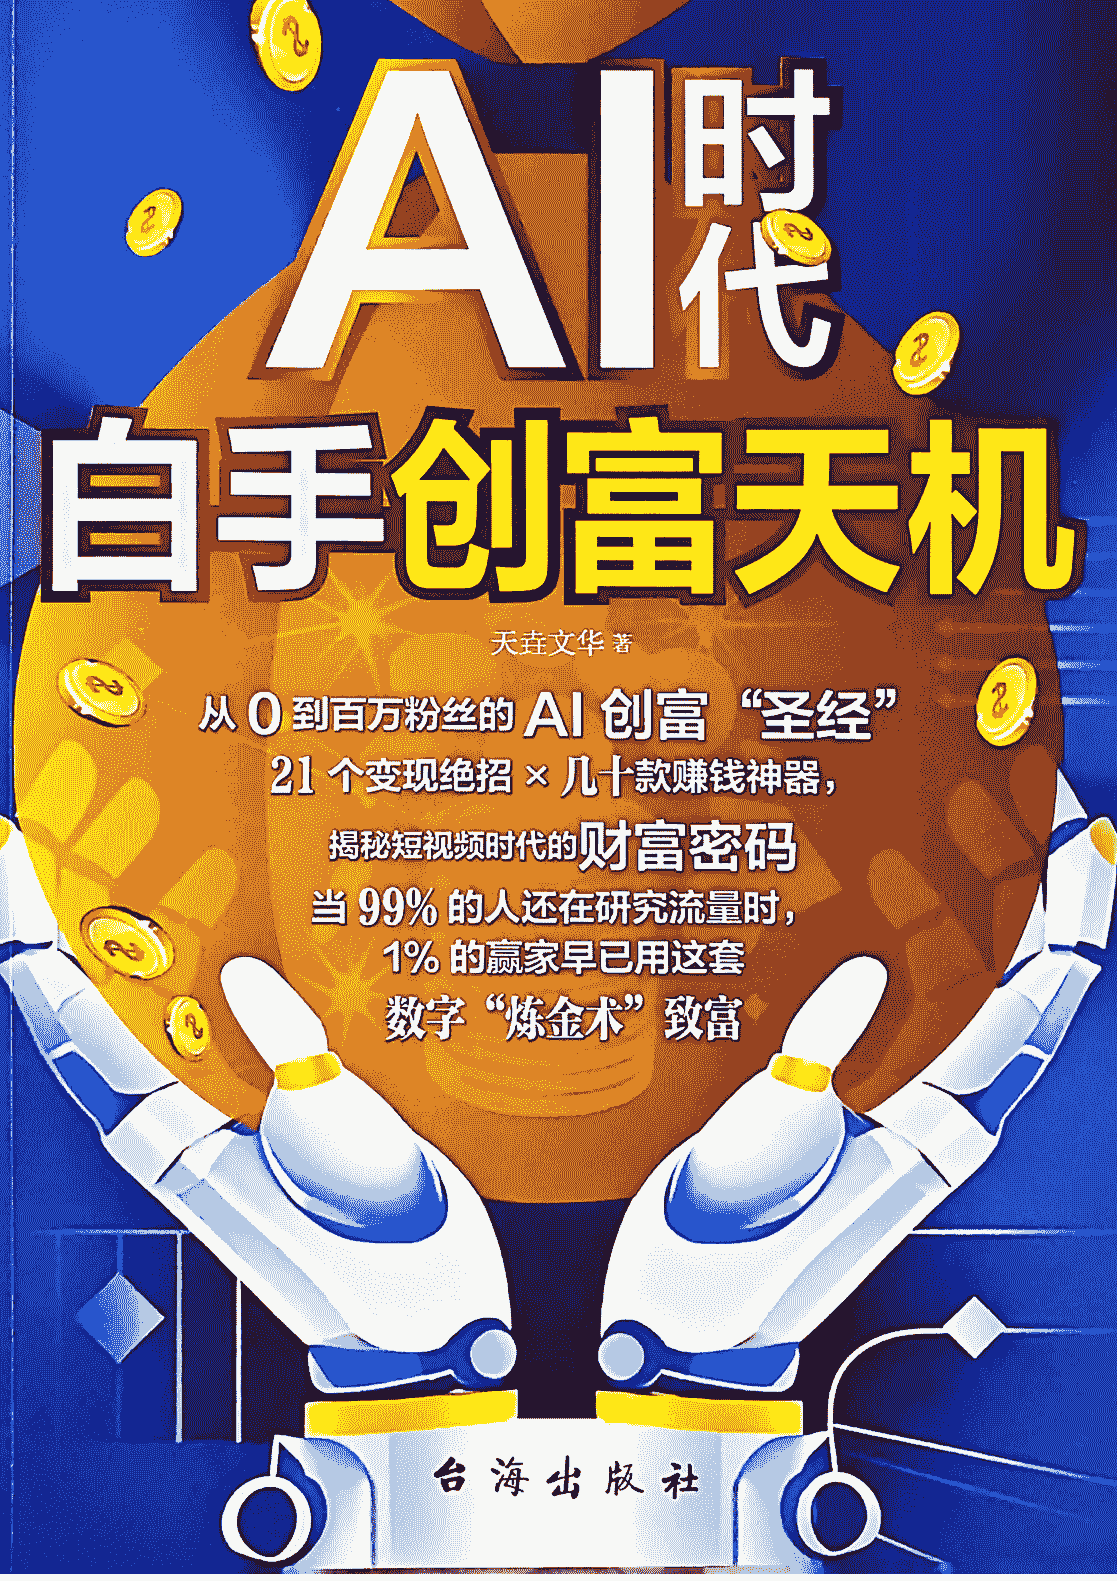 AI时代
白手创富天机
天垚文华 著
从0到百万粉丝的AI创富“圣经”
21个变现绝招×几十款赚钱神器，
揭秘短视频时代的财富密码
当99%的人还在研究流量时，
1%的赢家早已用这套
数字“炼金术”致富
台海出版社